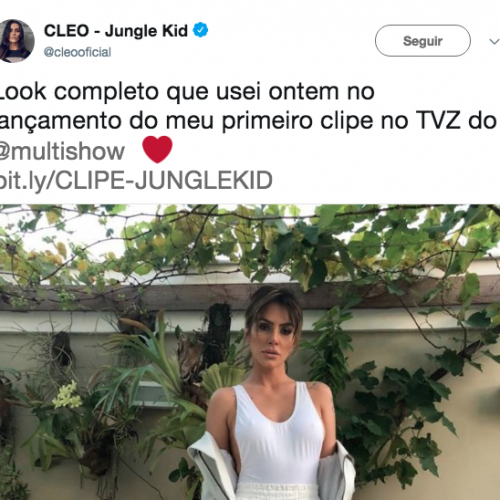 CLEO - Jungle Kid
@cleooficial
Seguir
Look completo que usei ontem no
lançamento do meu primeiro clipe no TVZ do
@multishow
bit.ly/CLIPE-JUNGLEKID